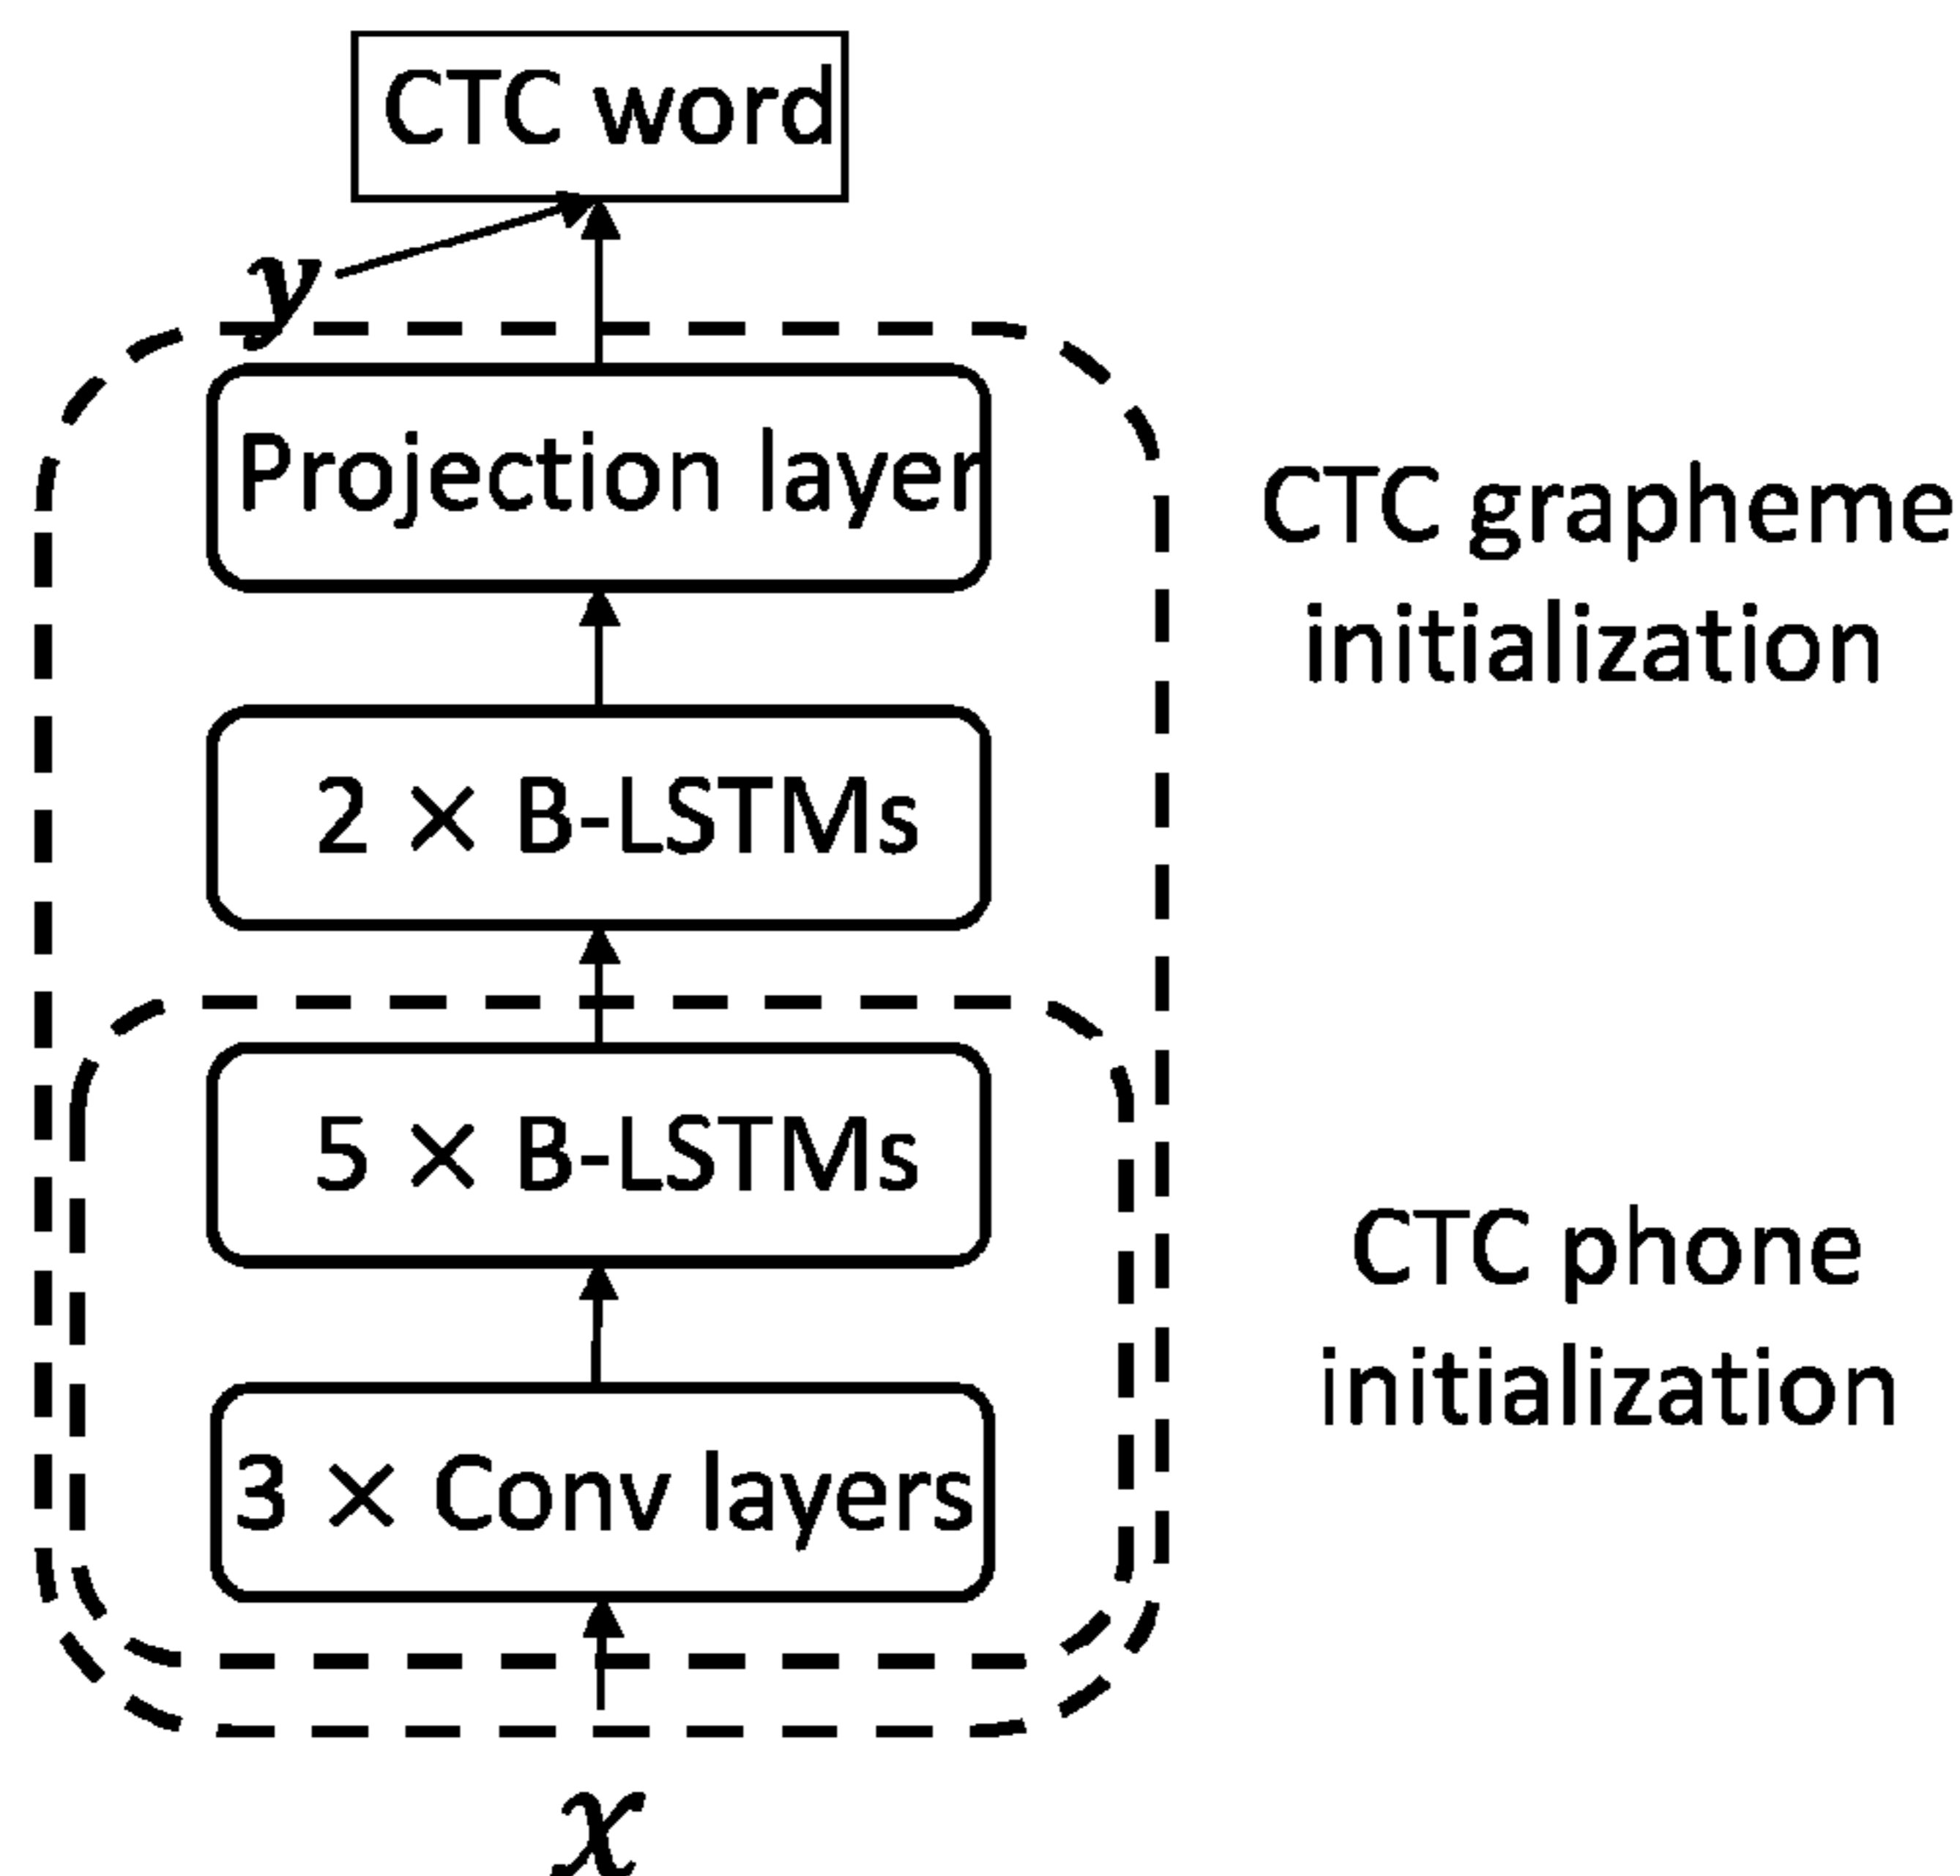 CTC word
y
Projection layer
CTC grapheme
initialization
2 × B-LSTMs
5 × B-LSTMs
CTC phone
initialization
3 × Conv layers
x